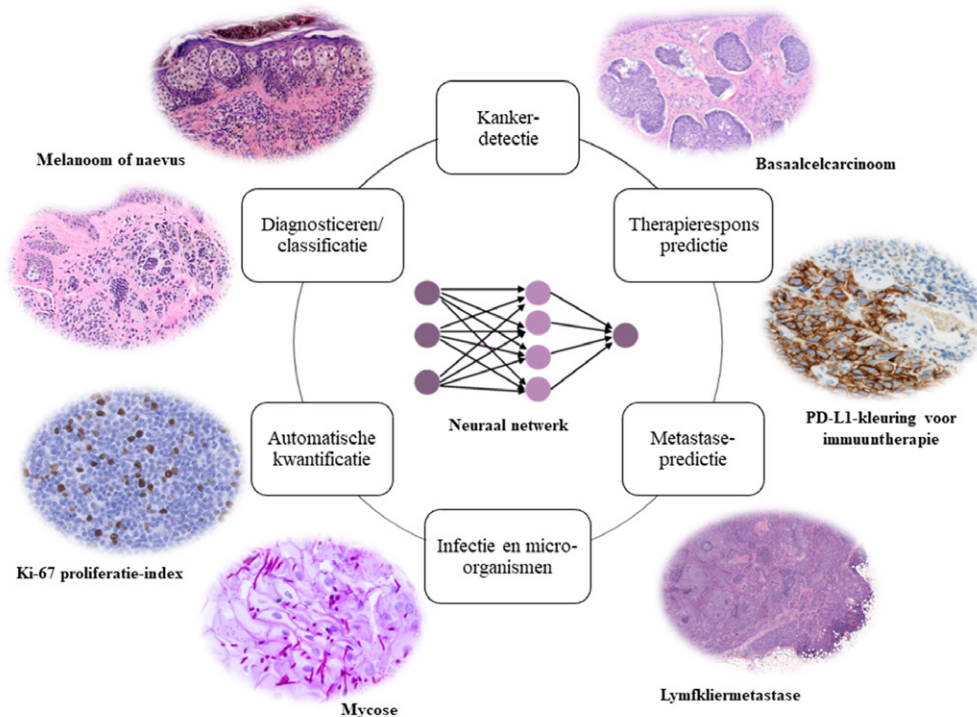 Kanker-
detectie
Melanoom of naevus
Basaalcelcarcinoom
Diagnosticeren/
classificatie
Therapierespons
predictie
Neuraal netwerk
PD-L1-kleuring voor
immuuntherapie
Automatische
kwantificatie
Metastase-
predictie
Ki-67 proliferatie-index
Infectie en micro-
organismen
Mycose
Lymfkliermetastase